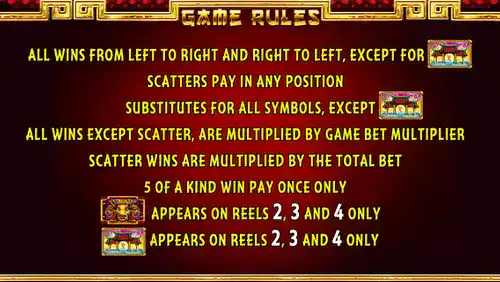 GAME RULES
ALL WINS FROM LEFT TO RIGHT AND RIGHT TO LEFT, EXCEPT FOR
SCATTERS PAY IN ANY POSITION
SUBSTITUTES FOR ALL SYMBOLS, EXCEPT
ALL WINS EXCEPT SCATTER, ARE MULTIPLIED BY GAME BET MULTIPLIER
SCATTER WINS ARE MULTIPLIED BY THE TOTAL BET
5 OF A KIND WIN PAY ONCE ONLY
APPEARS ON REELS 2, 3 AND 4 ONLY
APPEARS ON REELS 2, 3 AND 4 ONLY